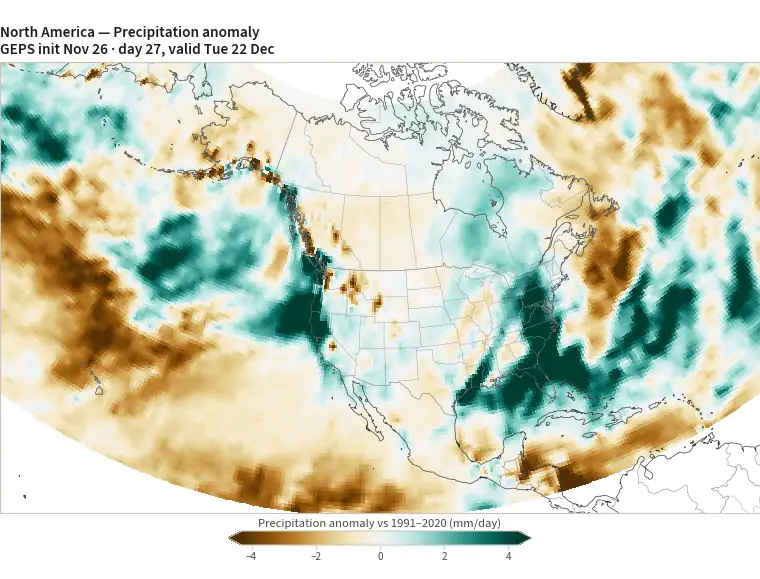 North America — Precipitation anomaly
GEPS init Nov 26 · day 27, valid Tue 22 Dec
Precipitation anomaly vs 1991–2020 (mm/day)
−4 −2 0 2 4